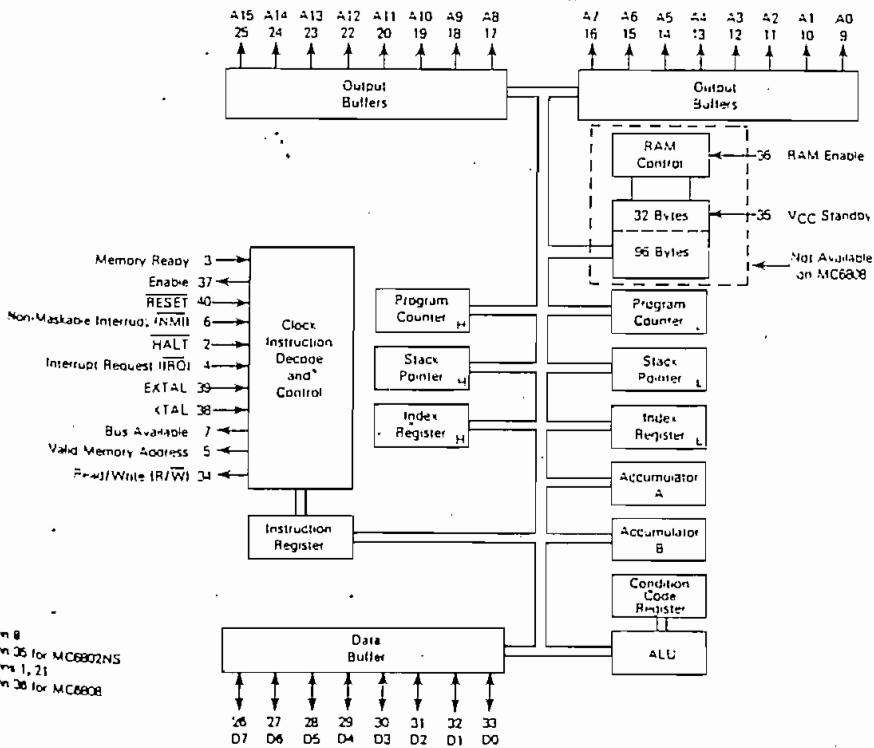 A15 A14 A13 A12 A11 A10 A9 A8
25 24 23 22 20 19 18 17
A7 A6 A5 A4 A3 A2 A1 A0
16 15 14 13 12 11 10 9
Output
Buffers
Output
Buffers
RAM
Control
36 RAM Enable
32 Bytes
35 VCC Standby
96 Bytes
Not Available
on MC6808
Memory Ready 3
Enable 37
RESET 40
Non-Maskable Interrupt (NMI) 6
HALT 2
Interrupt Request (IRQ) 4
EXTAL 39
XTAL 38
Bus Available 7
Valid Memory Address 5
Read/Write (R/W) 34
Clock
Instruction
Decode
and
Control
Program
Counter H
Program
Counter L
Stack
Pointer H
Stack
Pointer L
Index
Register H
Index
Register L
Accumulator
A
Instruction
Register
Accumulator
B
Condition
Code
Register
ALU
Data
Buffer
8
35 for MC6802NS
1, 21
36 for MC6808
26 27 28 29 30 31 32 33
D7 D6 D5 D4 D3 D2 D1 D0